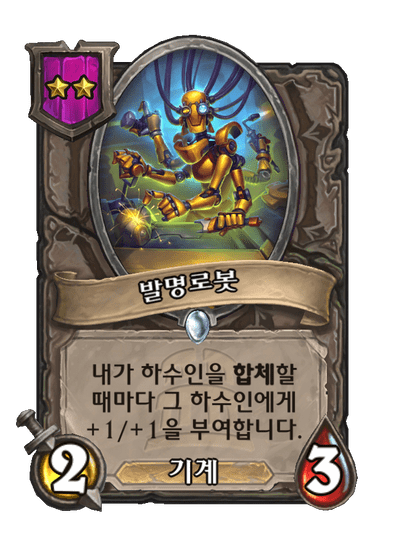 발명로봇
내가 하수인을 합체할
때마다 그 하수인에게
+1/+1을 부여합니다.
2
기계
3